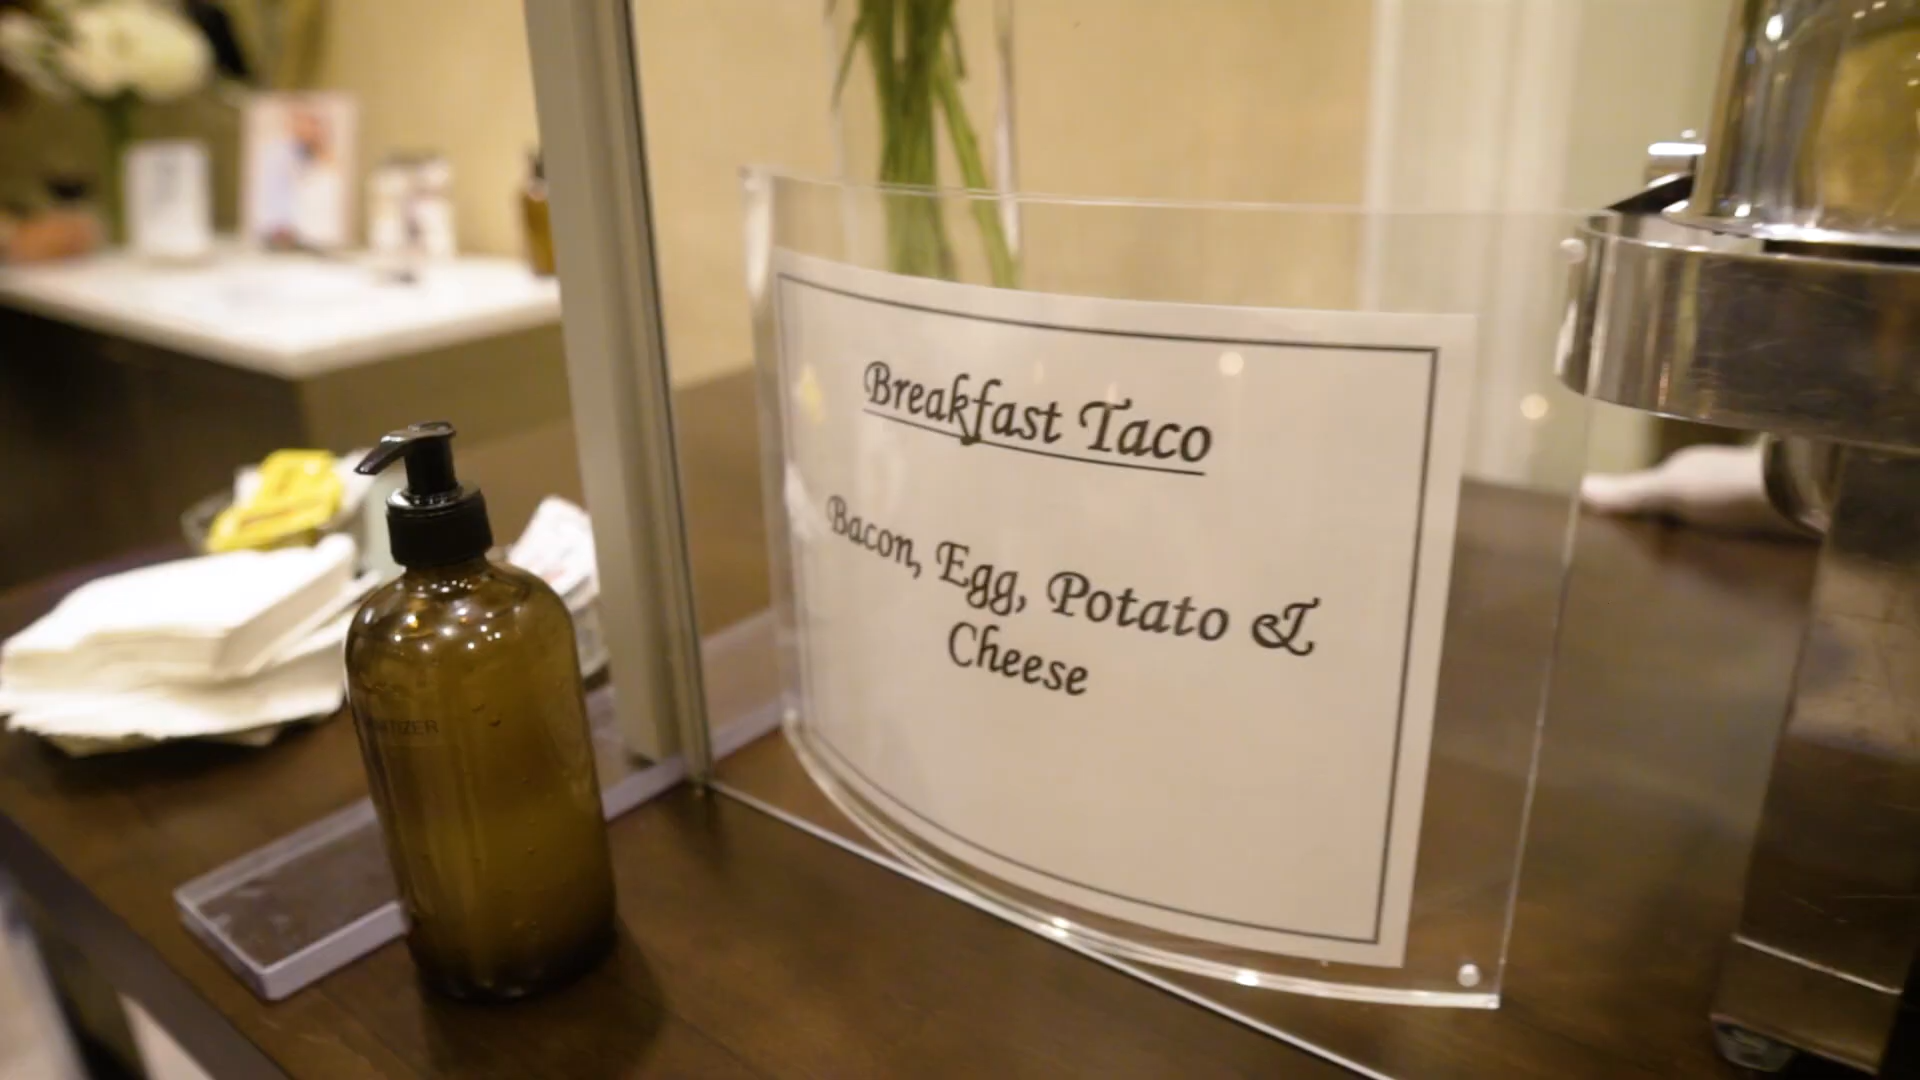 Breakfast Taco
Bacon, Egg, Potato &
Cheese